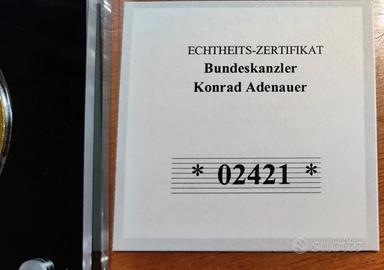 ECHTHEITS-ZERTIFIKAT
Bundeskanzler
Konrad Adenauer
* 02421 *
subito